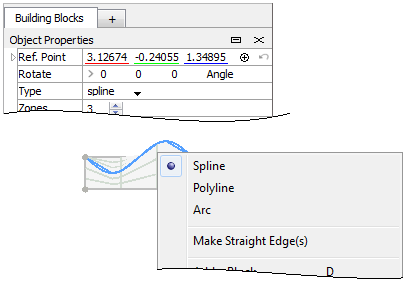 Building Blocks +
Object Properties
Ref. Point 3.12674 -0.24055 1.34895
Rotate > 0 0 0 Angle
Type spline
Zones 3
Spline
Polyline
Arc
Make Straight Edge(s)
D